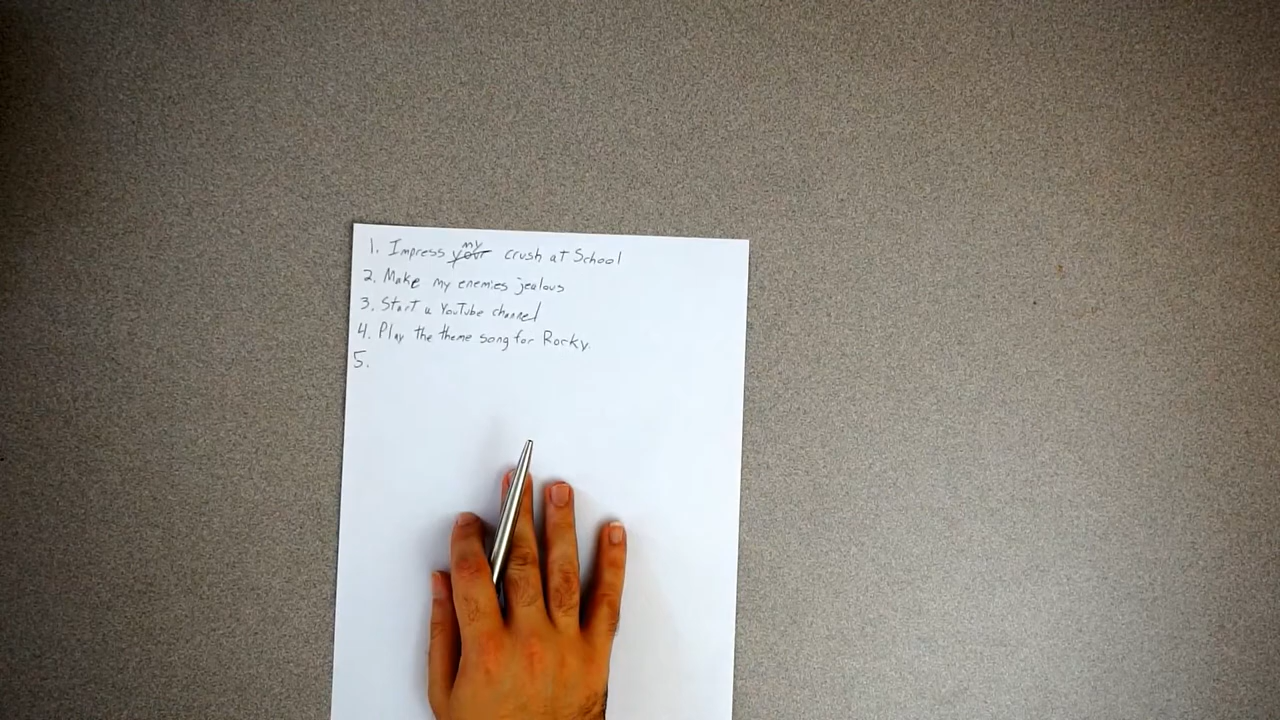 1. Impress your my crush at School
2. Make my enemies jealous
3. Start a YouTube channel
4. Play the theme song for Rocky.
5.